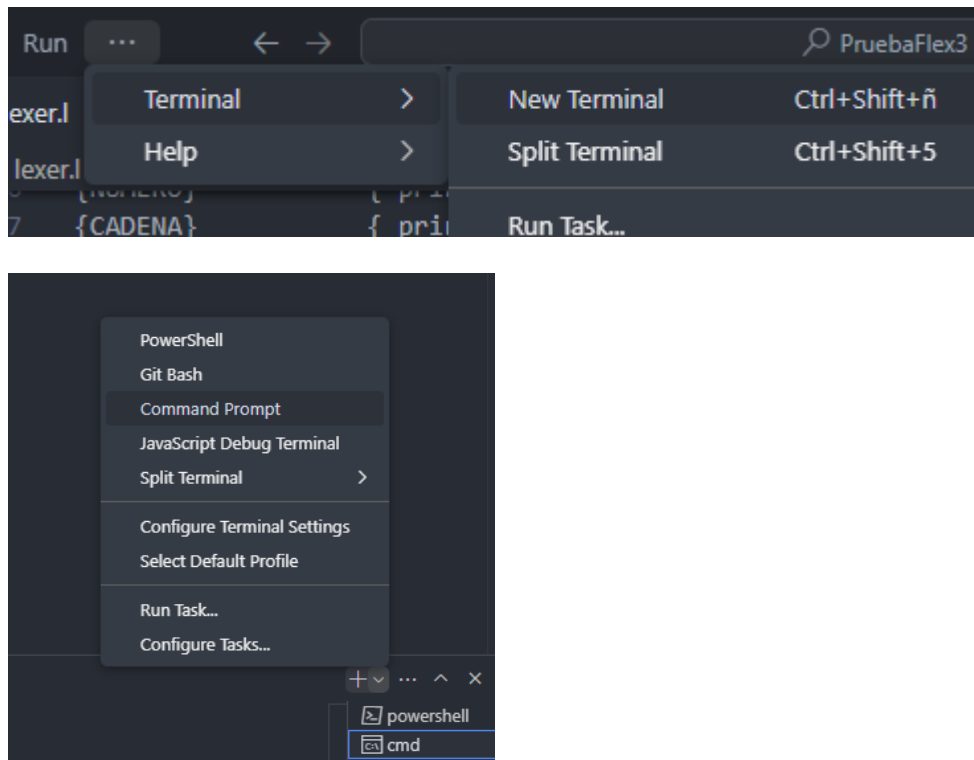 Run ··· ← → PruebaFlex3
exer.l Terminal > New Terminal Ctrl+Shift+ñ
lexer.l Help > Split Terminal Ctrl+Shift+5
7 {CADENA} { pri Run Task...
PowerShell
Git Bash
Command Prompt
JavaScript Debug Terminal
Split Terminal >
Configure Terminal Settings
Select Default Profile
Run Task...
Configure Tasks...
powershell
cmd